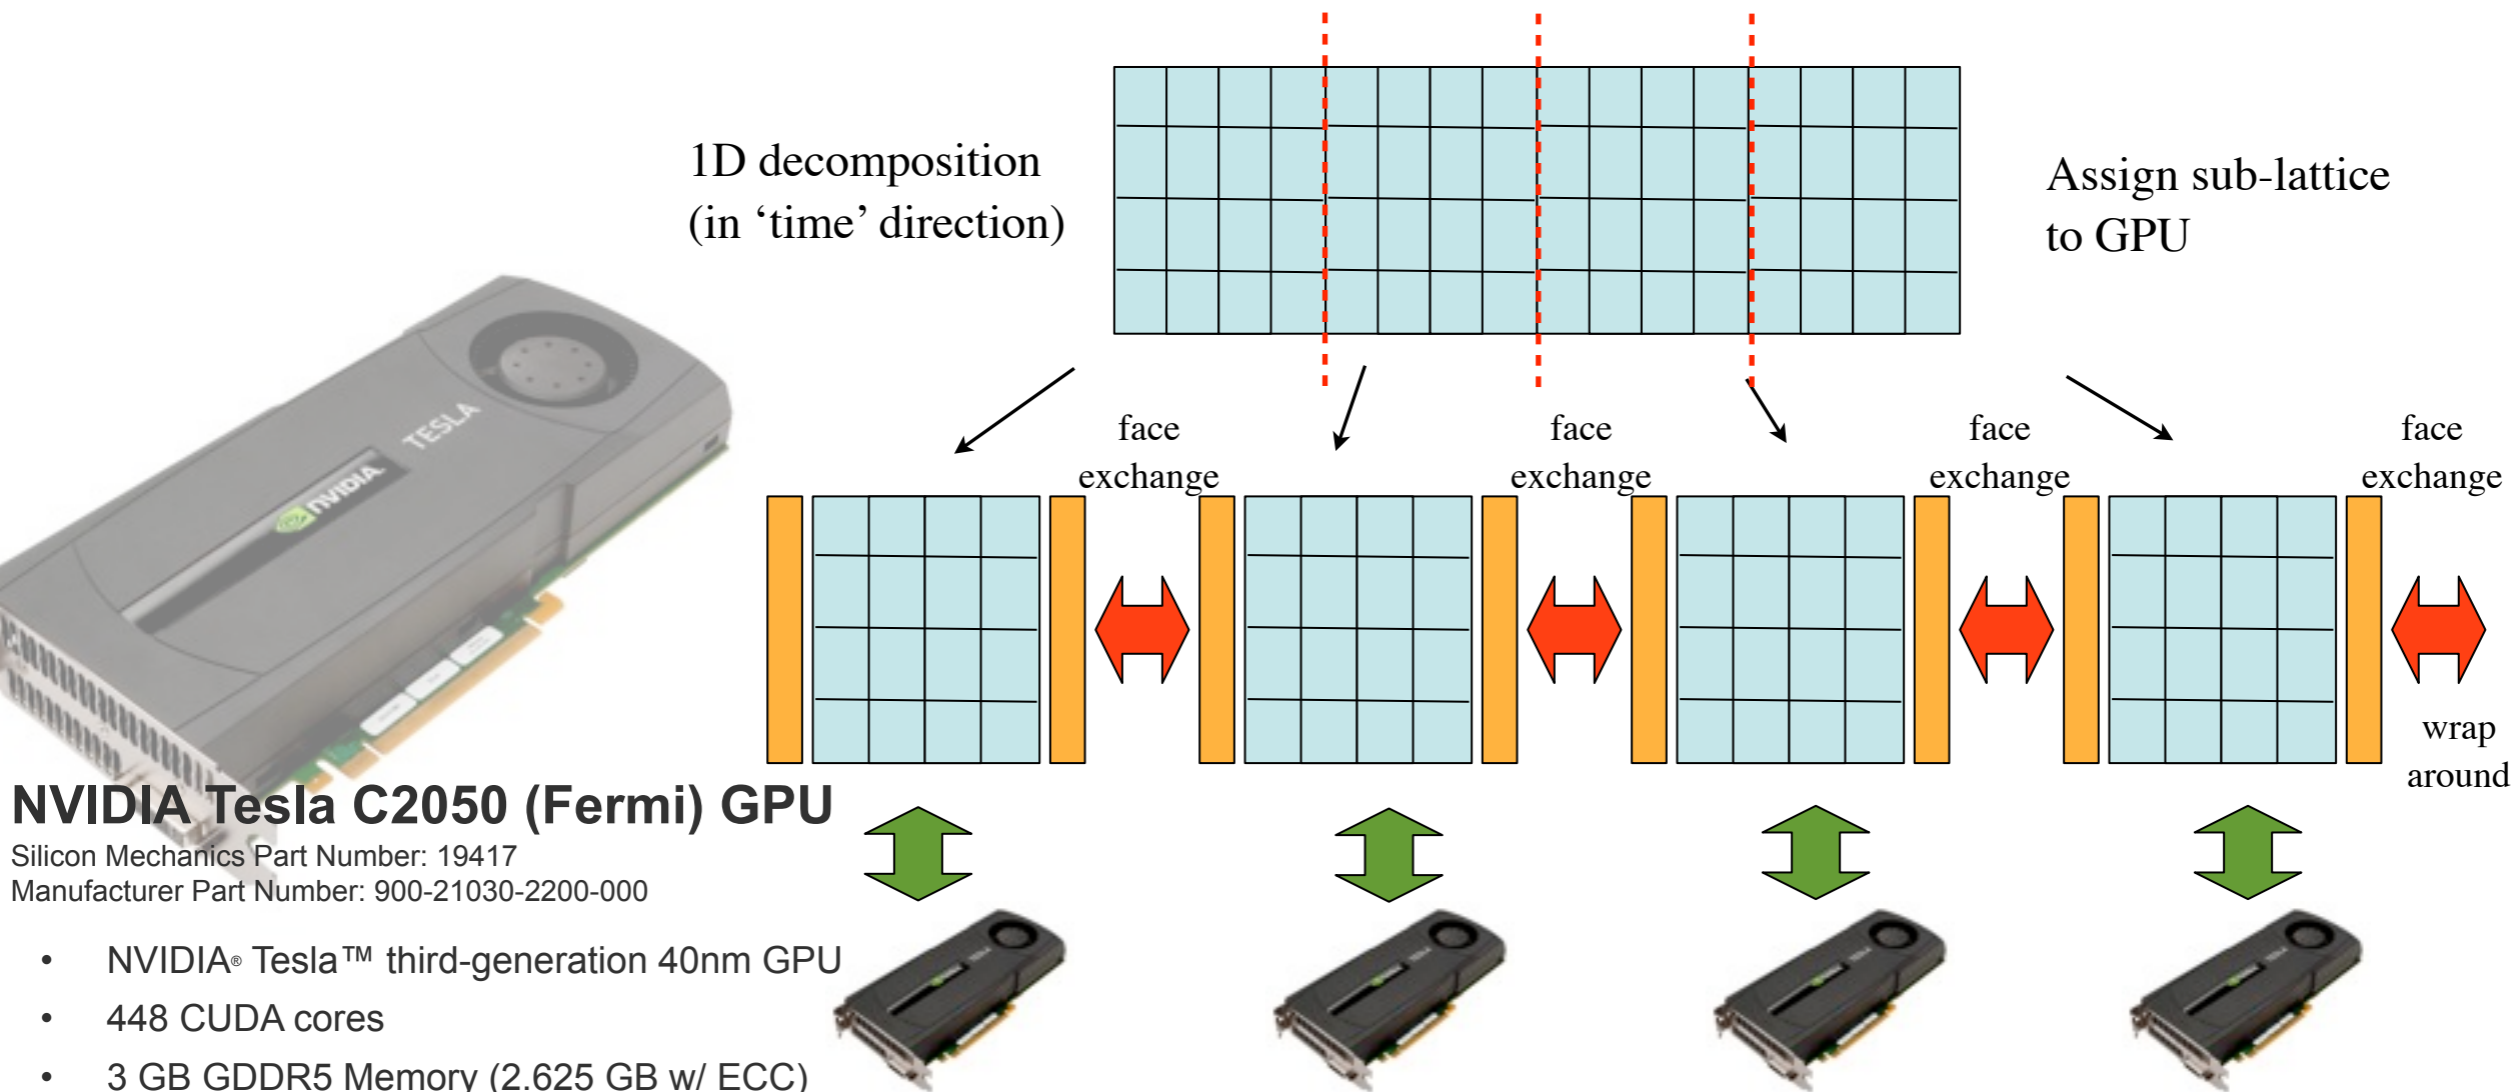 1D decomposition
(in ‘time’ direction)
Assign sub-lattice
to GPU
face
exchange
face
exchange
face
exchange
face
exchange
wrap
around
TESLA
NVIDIA
NVIDIA Tesla C2050 (Fermi) GPU
Silicon Mechanics Part Number: 19417
Manufacturer Part Number: 900-21030-2200-000
• NVIDIA® Tesla™ third-generation 40nm GPU
• 448 CUDA cores
• 3 GB GDDR5 Memory (2.625 GB w/ ECC)